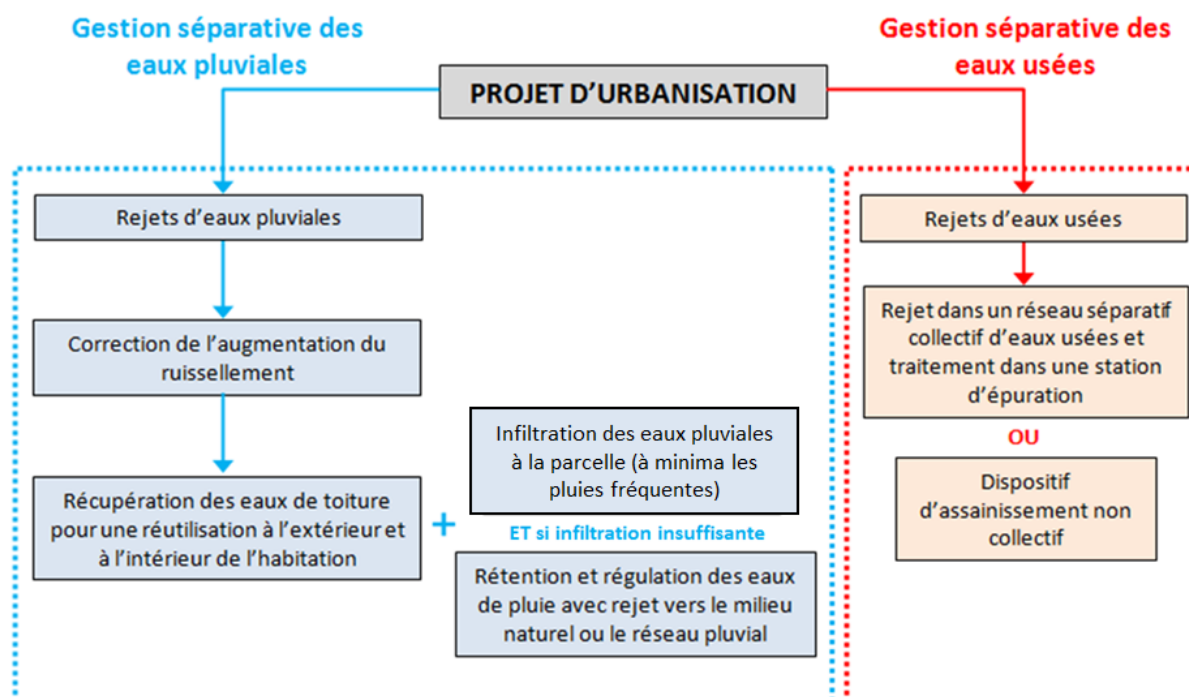 Gestion séparative des
eaux pluviales
Gestion séparative des
eaux usées
PROJET D'URBANISATION
Rejets d'eaux pluviales
Correction de l'augmentation du
ruissellement
Récupération des eaux de toiture
pour une réutilisation à l'extérieur et
à l'intérieur de l'habitation
+
Infiltration des eaux pluviales
à la parcelle (à minima les
pluies fréquentes)
ET si infiltration insuffisante
Rétention et régulation des eaux
de pluie avec rejet vers le milieu
naturel ou le réseau pluvial
Rejets d'eaux usées
Rejet dans un réseau séparatif
collectif d'eaux usées et
traitement dans une station
d'épuration
OU
Dispositif
d'assainissement non
collectif